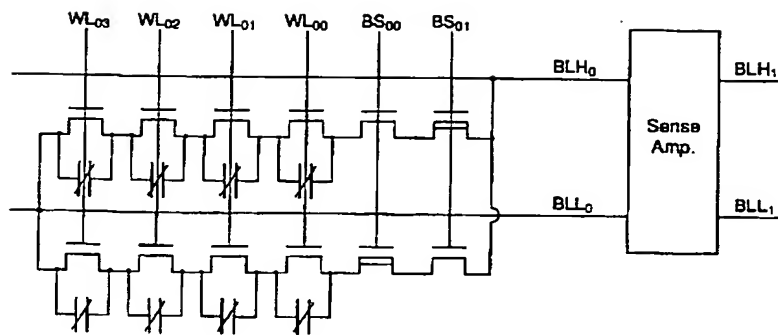 WL03 WL02 WL01 WL00 BS00 BS01
BLH0 BLH1
Sense
Amp.
BLL0 BLL1